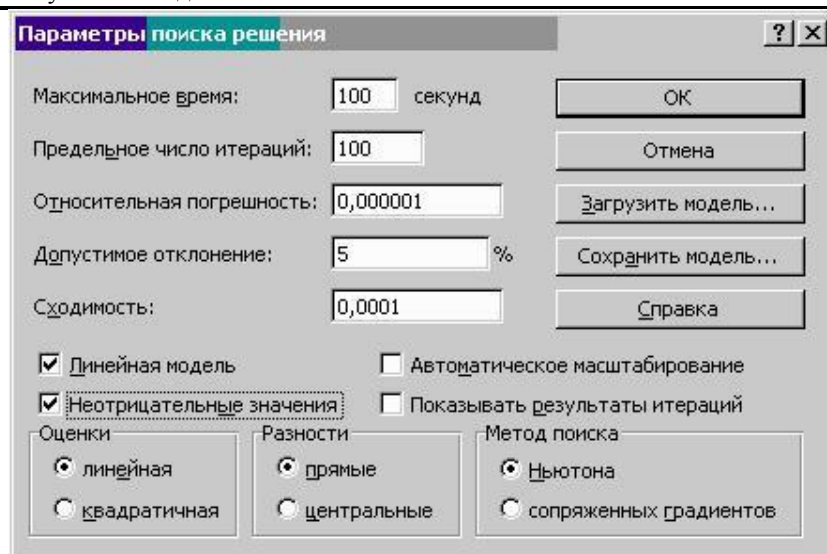 Параметры поиска решения
Максимальное время: 100 секунд
ОК
Предельное число итераций: 100
Отмена
Относительная погрешность: 0,000001
Загрузить модель...
Допустимое отклонение: 5 %
Сохранить модель...
Сходимость: 0,0001
Справка
Линейная модель
Автоматическое масштабирование
Неотрицательные значения
Показывать результаты итераций
Оценки
линейная
квадратичная
Разности
прямые
центральные
Метод поиска
Ньютона
сопряженных градиентов